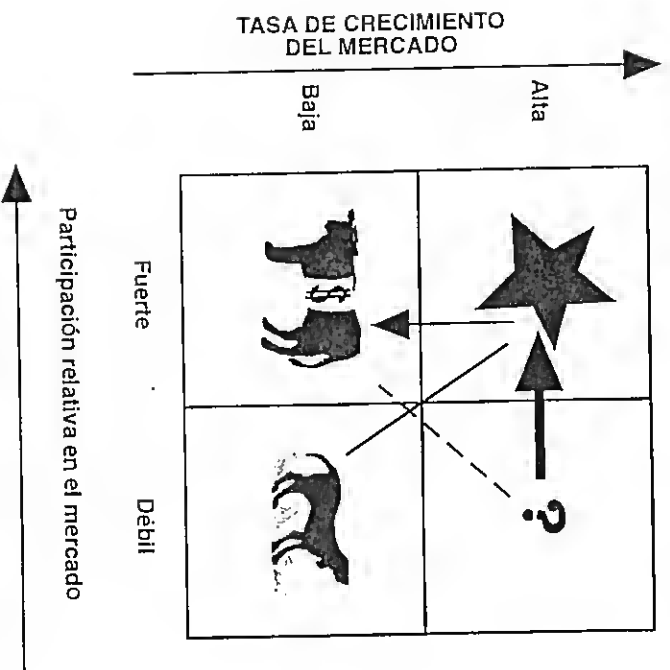 TASA DE CRECIMIENTO
DEL MERCADO
Alta
Baja
$
?
Fuerte
Débil
Participación relativa en el mercado